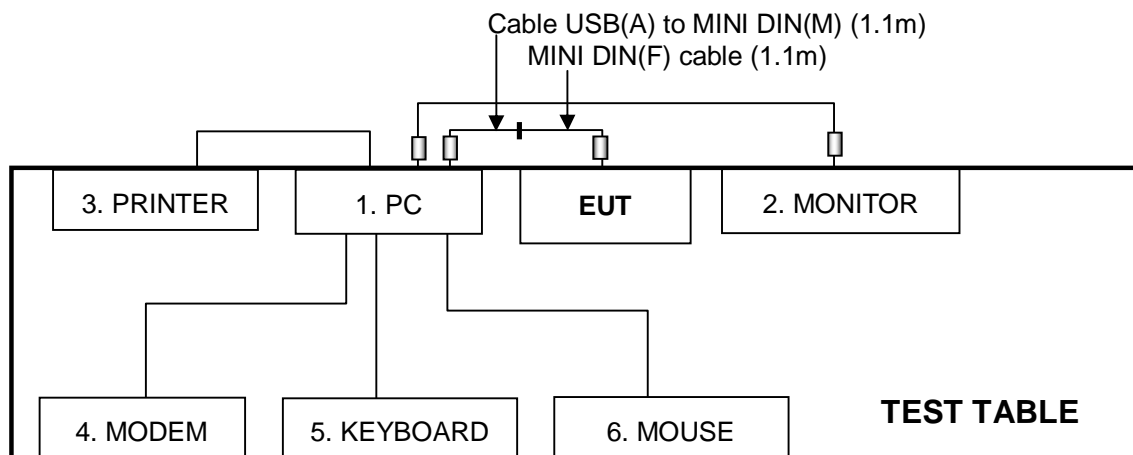 Cable USB(A) to MINI DIN(M) (1.1m)
MINI DIN(F) cable (1.1m)
3. PRINTER
1. PC
EUT
2. MONITOR
TEST TABLE
4. MODEM
5. KEYBOARD
6. MOUSE